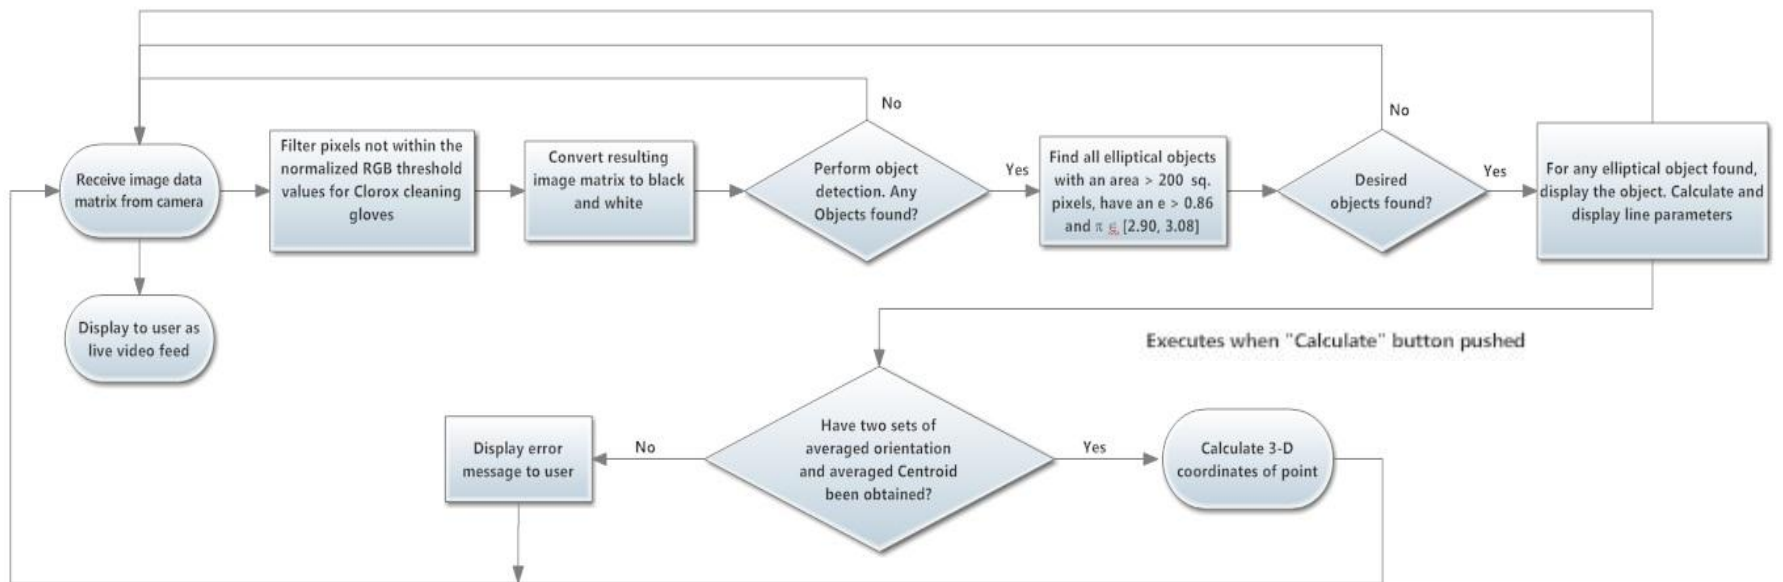 No
No
Receive image data
matrix from camera
Filter pixels not within the
normalized RGB threshold
values for Clorox cleaning
gloves
Convert resulting
image matrix to black
and white
Perform object
detection. Any
Objects found?
Yes
Find all elliptical objects
with an area > 200 sq.
pixels, have an e > 0.86
and π ∈ [2.90, 3.08]
Desired
objects found?
Yes
For any elliptical object found,
display the object. Calculate and
display line parameters
Display to user as
live video feed
Executes when "Calculate" button pushed
Display error
message to user
No
Have two sets of
averaged orientation
and averaged Centroid
been obtained?
Yes
Calculate 3-D
coordinates of point